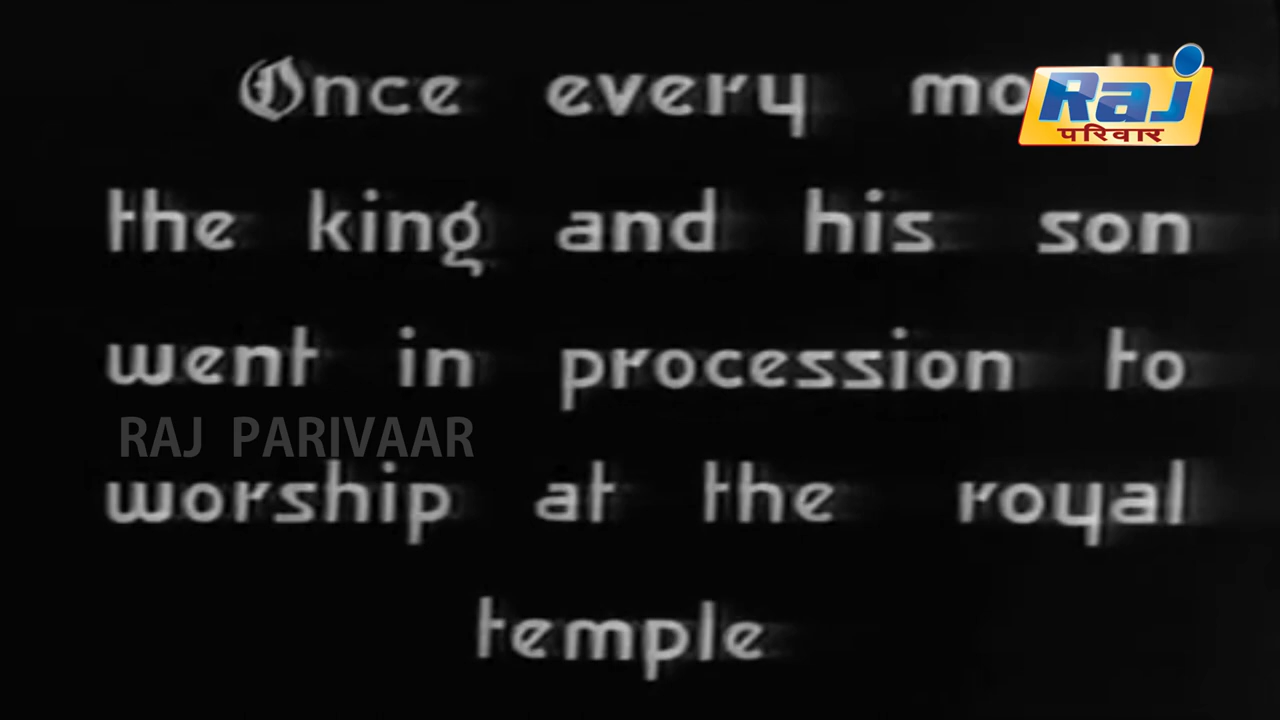 Once every
Raj
परिवार
the king and his son
went in procession to
RAJ PARIVAAR
worship at the royal
temple